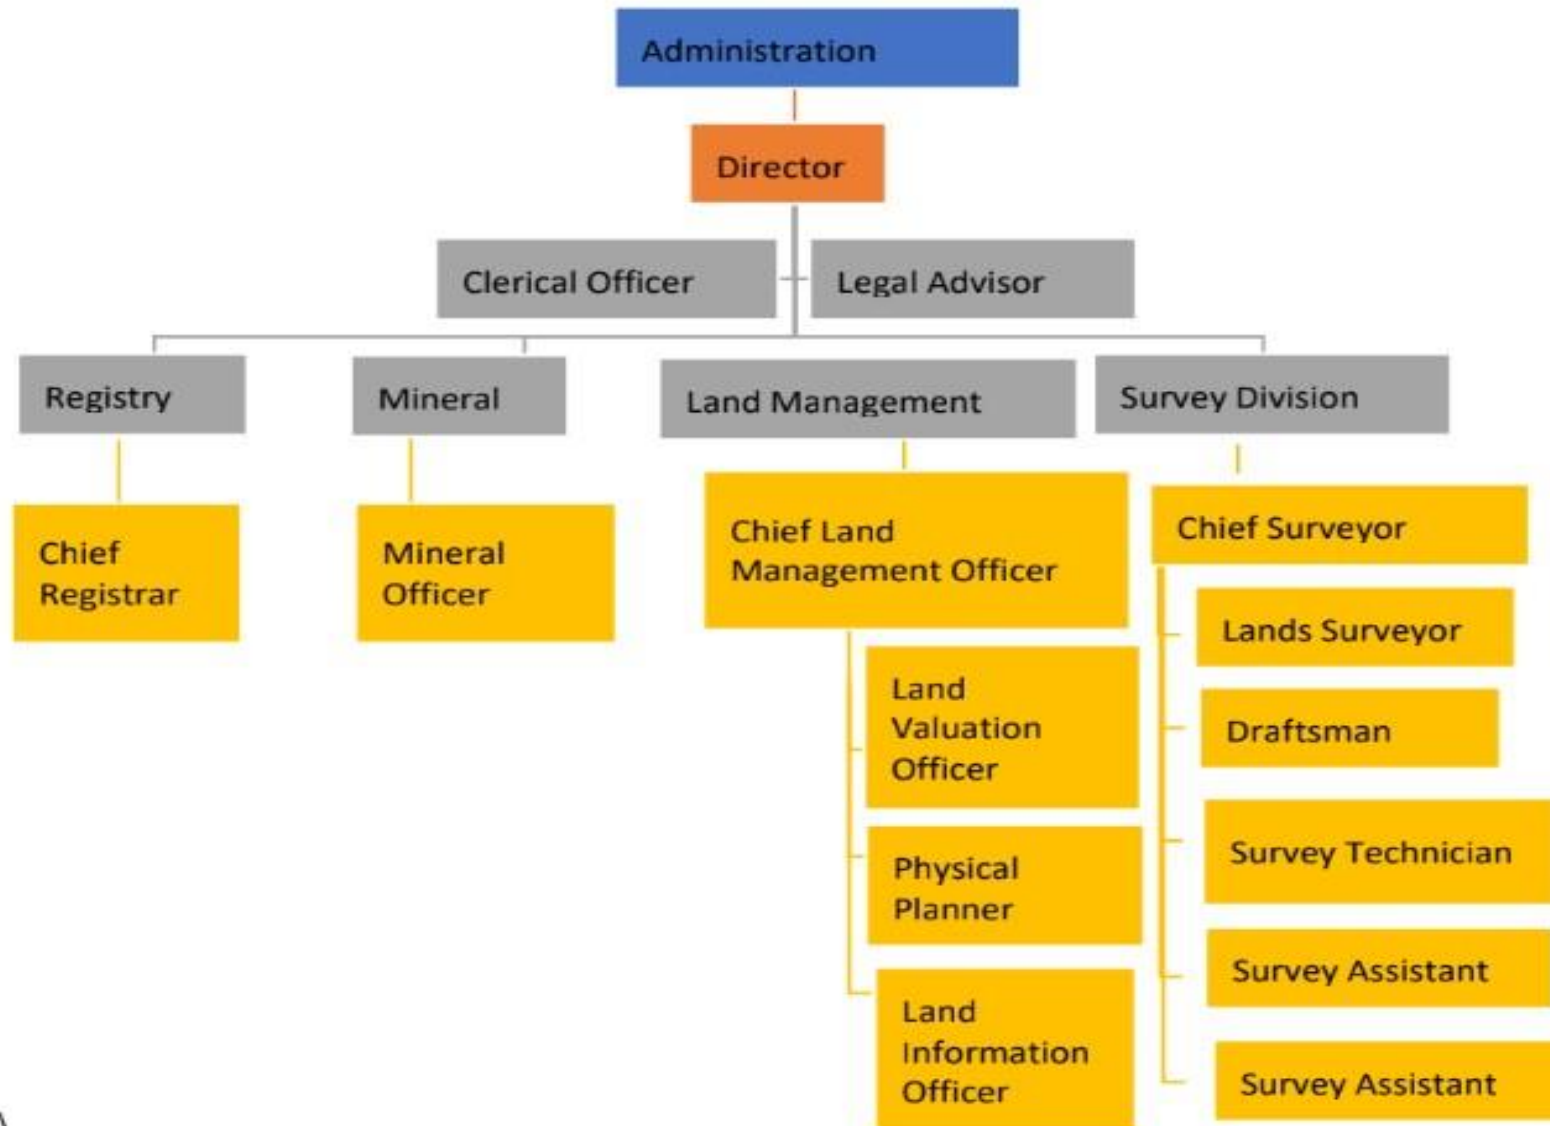 Administration
Director
Clerical Officer
Legal Advisor
Registry
Mineral
Land Management
Survey Division
Chief
Registrar
Mineral
Officer
Chief Land
Management Officer
Land
Valuation
Officer
Physical
Planner
Land
Information
Officer
Chief Surveyor
Lands Surveyor
Draftsman
Survey Technician
Survey Assistant
Survey Assistant